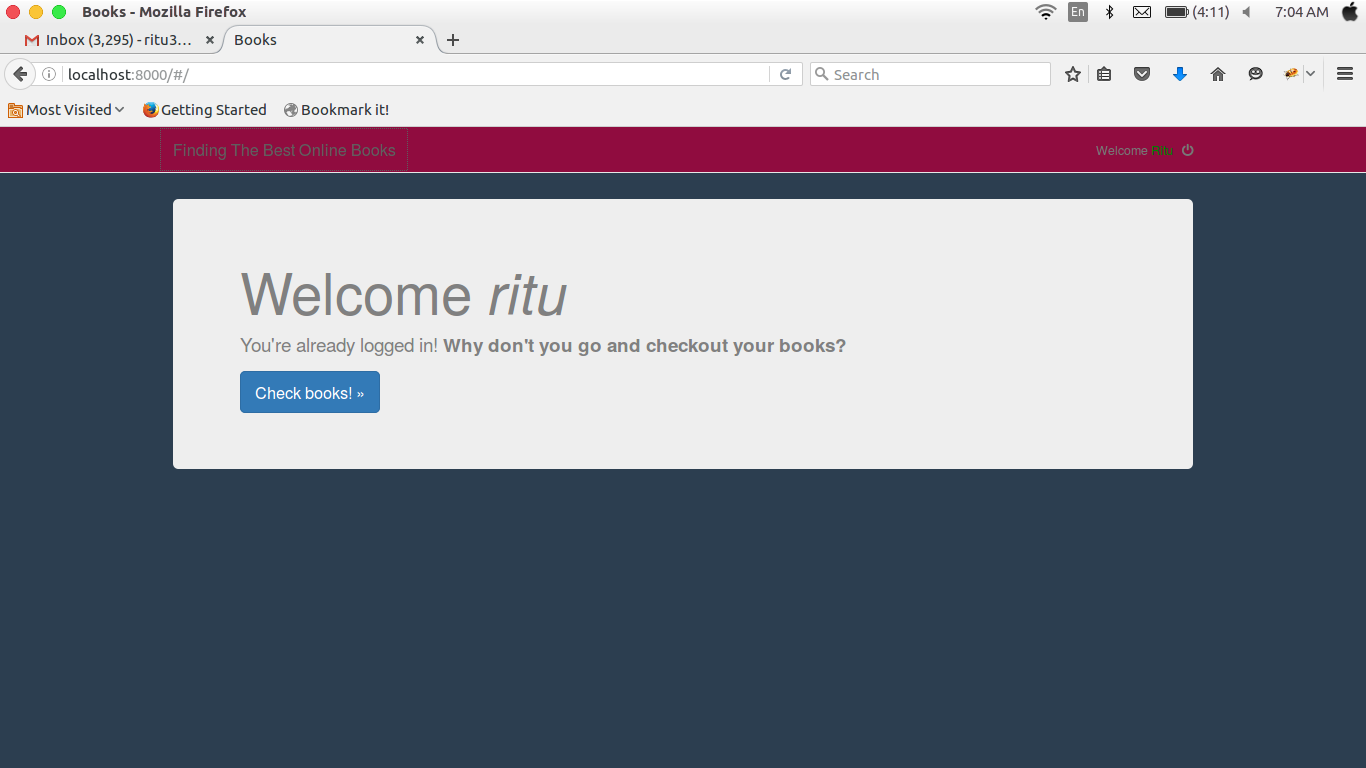 Books - Mozilla Firefox
En
(4:11)
7:04 AM
Inbox (3,295) - ritu3...
Books
localhost:8000/#/
Search
Most Visited
Getting Started
Bookmark it!
Finding The Best Online Books
Welcome Ritu
Welcome ritu
You're already logged in! Why don't you go and checkout your books?
Check books! »